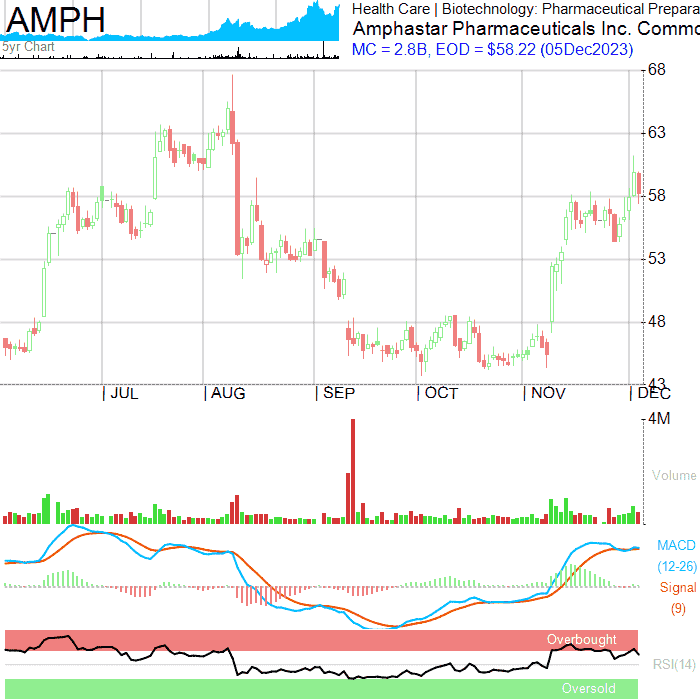 AMPH
5yr Chart
Health Care | Biotechnology: Pharmaceutical Prepara
Amphastar Pharmaceuticals Inc. Commo
MC = 2.8B, EOD = $58.22 (05Dec2023)
68
63
58
53
48
43
| JUL | AUG | SEP | OCT | NOV | DEC
4M
Volume
MACD
(12-26)
Signal
(9)
Overbought
RSI(14)
Oversold